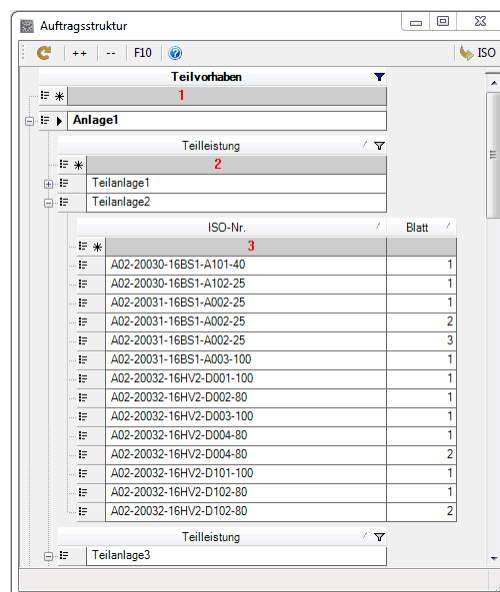 Auftragsstruktur
++ -- F10 ? ISO
Teilvorhaben
1
Anlage1
Teilleistung
2
Teilanlage1
Teilanlage2
ISO-Nr. Blatt
3
A02-20030-16BS1-A101-40 1
A02-20030-16BS1-A102-25 1
A02-20031-16BS1-A002-25 1
A02-20031-16BS1-A002-25 2
A02-20031-16BS1-A002-25 3
A02-20031-16BS1-A003-100 1
A02-20032-16HV2-D001-100 1
A02-20032-16HV2-D002-80 1
A02-20032-16HV2-D003-100 1
A02-20032-16HV2-D004-80 1
A02-20032-16HV2-D004-80 2
A02-20032-16HV2-D101-100 1
A02-20032-16HV2-D102-80 1
A02-20032-16HV2-D102-80 2
Teilleistung
Teilanlage3